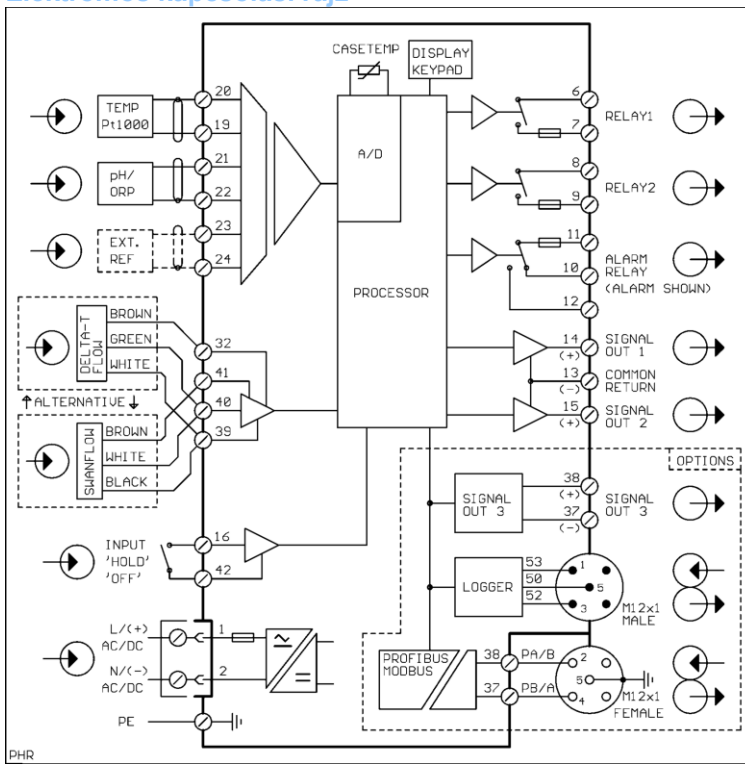 CASETEMP
DISPLAY
KEYPAD
TEMP
Pt1000
20
19
pH/
ORP
21
22
EXT.
REF
23
24
A/D
PROCESSOR
6
7
RELAY1
8
9
RELAY2
11
10
12
ALARM
RELAY
(ALARM SHOWN)
DELTA-T
FLOW
BROWN
GREEN
WHITE
32
41
40
39
↑ALTERNATIVE↓
SWANFLOW
BROWN
WHITE
BLACK
14
(+)
SIGNAL
OUT 1
13
(-)
COMMON
RETURN
15
(+)
SIGNAL
OUT 2
OPTIONS
SIGNAL
OUT 3
38
(+)
37
(-)
SIGNAL
OUT 3
INPUT
'HOLD'
'OFF'
16
42
LOGGER
53
50
52
1
5
3
M12x1
MALE
L/(+)
AC/DC
1
N/(-)
AC/DC
2
PE
PROFIBUS
MODBUS
38
PA/B
37
PB/A
2
5
4
M12x1
FEMALE
PHR